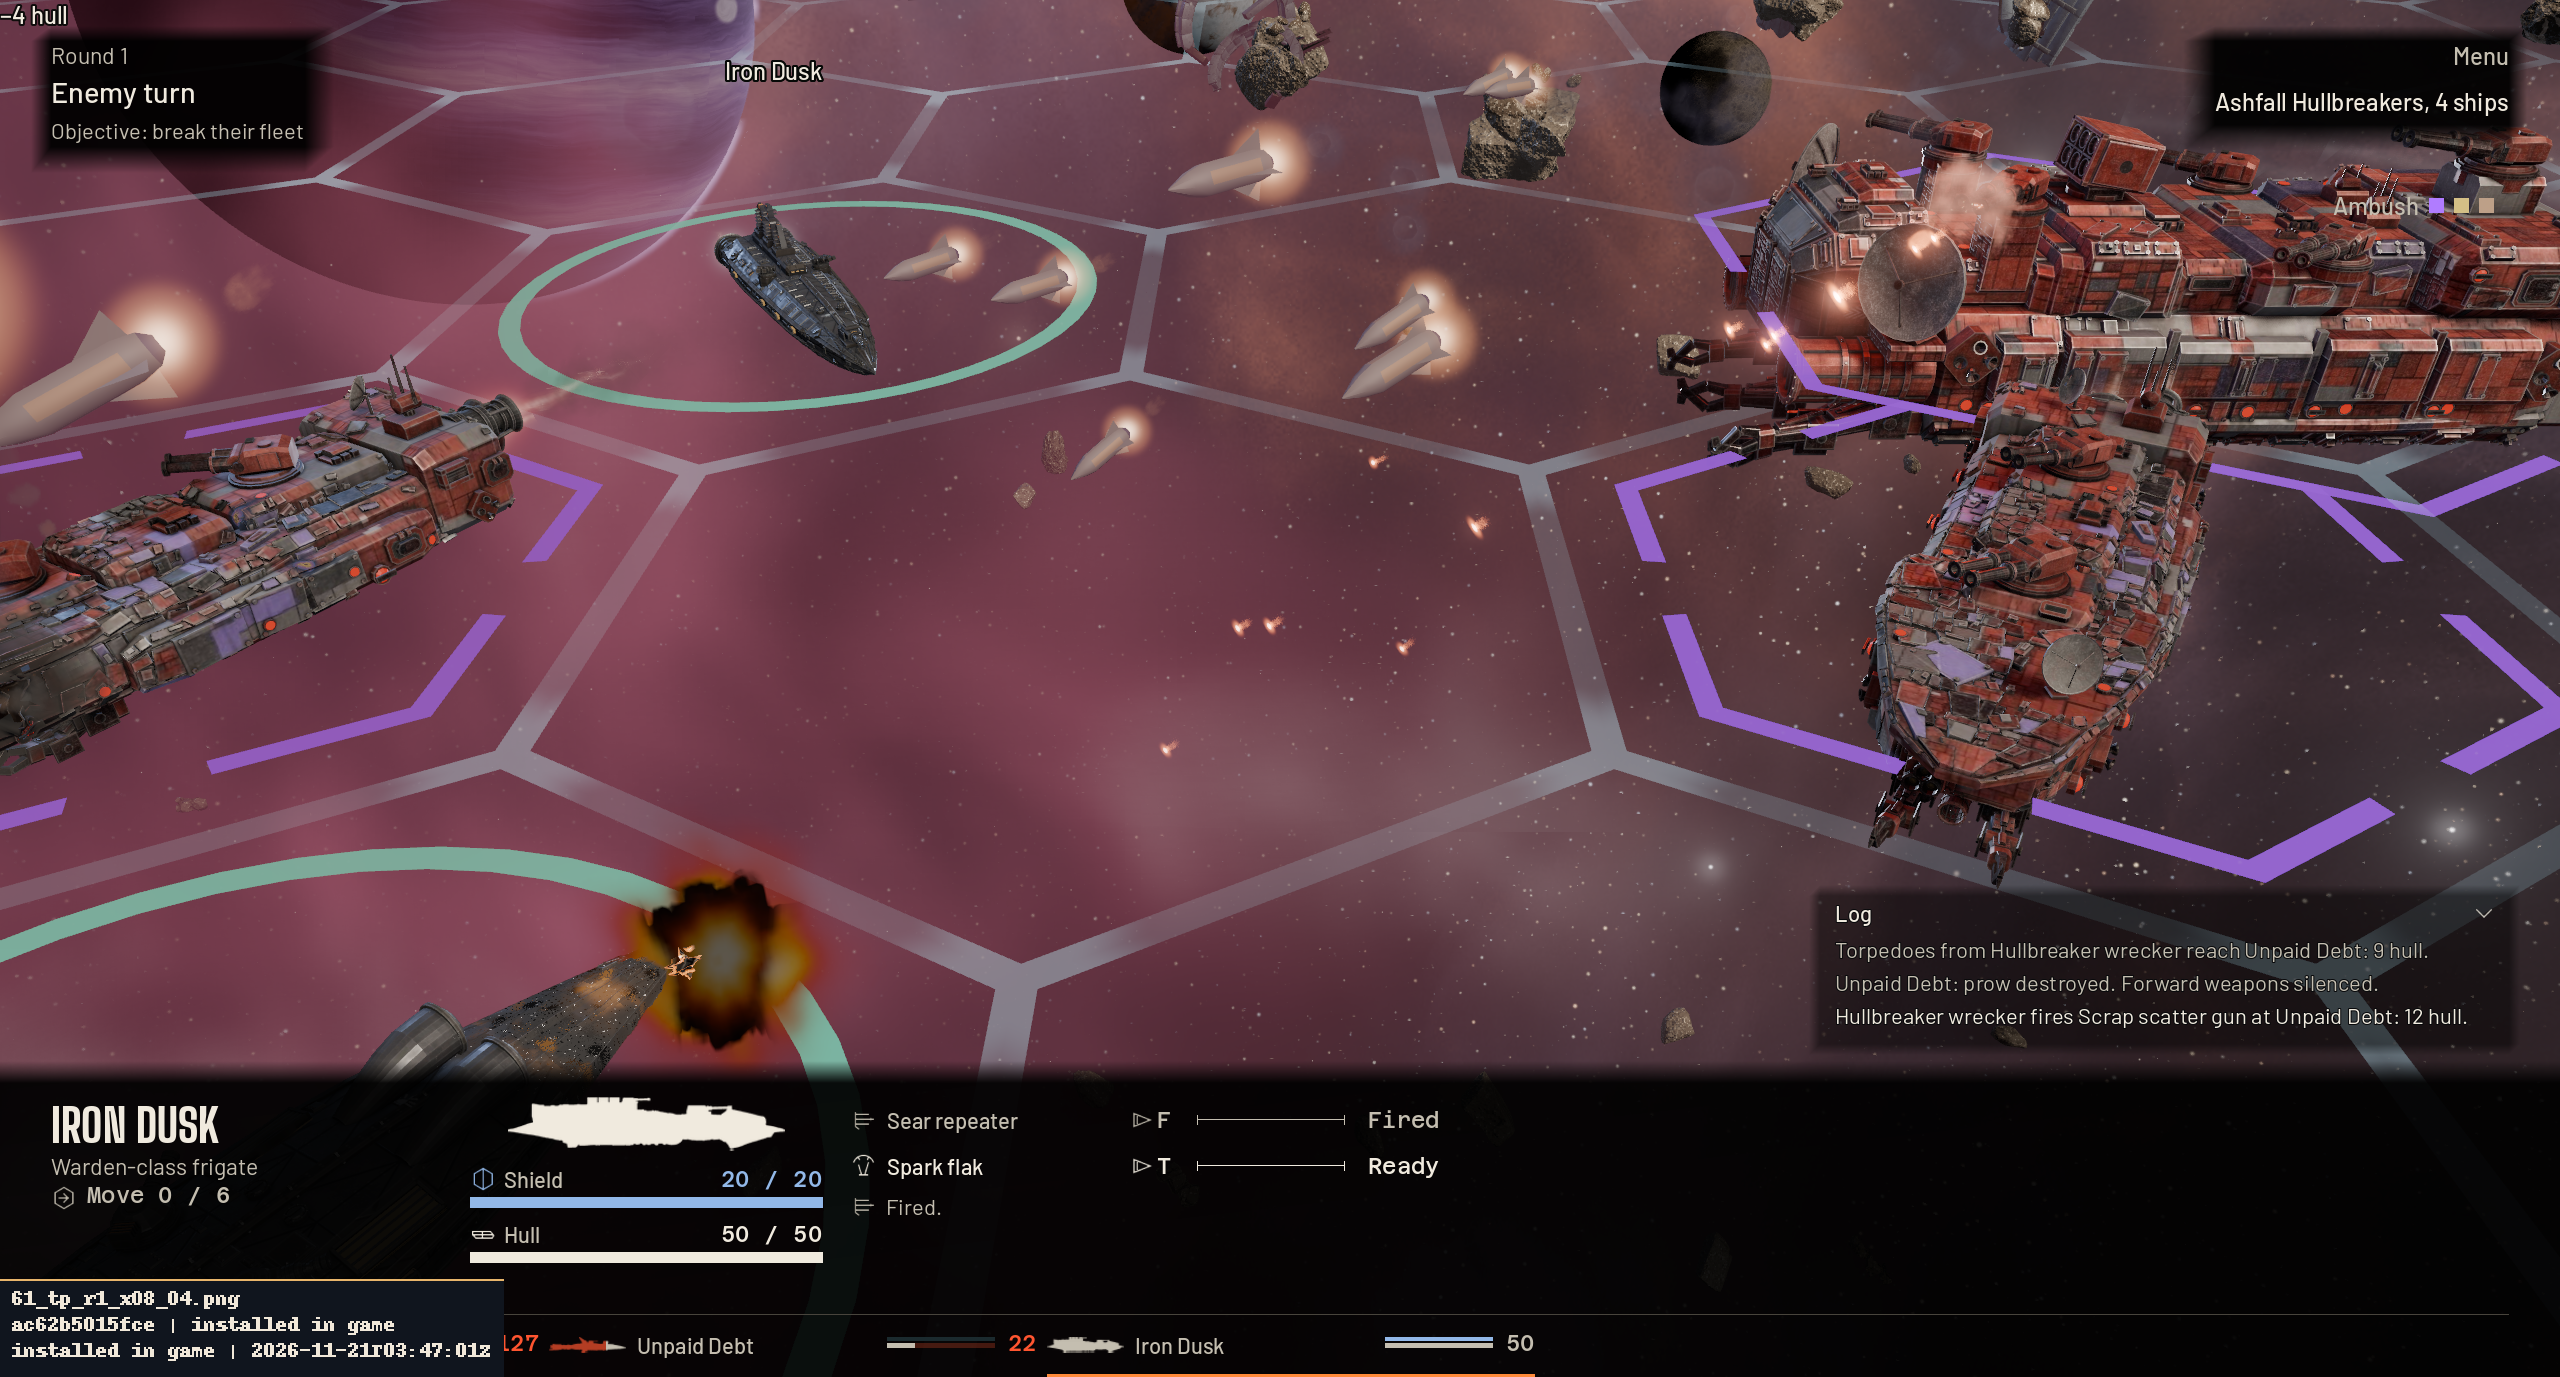 –4 hull
Round 1
Enemy turn
Objective: break their fleet
Iron Dusk
Menu
Ashfall Hullbreakers, 4 ships
Ambush
Log
Torpedoes from Hullbreaker wrecker reach Unpaid Debt: 9 hull.
Unpaid Debt: prow destroyed. Forward weapons silenced.
Hullbreaker wrecker fires Scrap scatter gun at Unpaid Debt: 12 hull.
IRON DUSK
Warden-class frigate
Move 0 / 6
Shield 20 / 20
Hull 50 / 50
Sear repeater F Fired
Spark flak T Ready
Fired.
61_tp_r1_x08_04.png
ac62b5015fce | installed in game
installed in game | 2026-11-21T03:47:01Z
127 Unpaid Debt 22 Iron Dusk 50